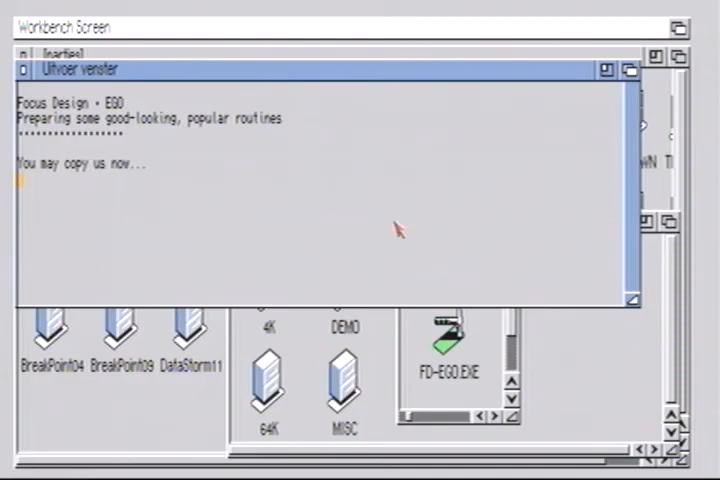 Workbench Screen
[parties]
Uitvoer venster
Focus Design • EGO
Preparing some good-looking, popular routines
••••••••••••••••••
You may copy us now...
WN
BreakPoint04
BreakPoint09
DataStorm11
4K
DEMO
FD-EGO.EXE
64K
MISC